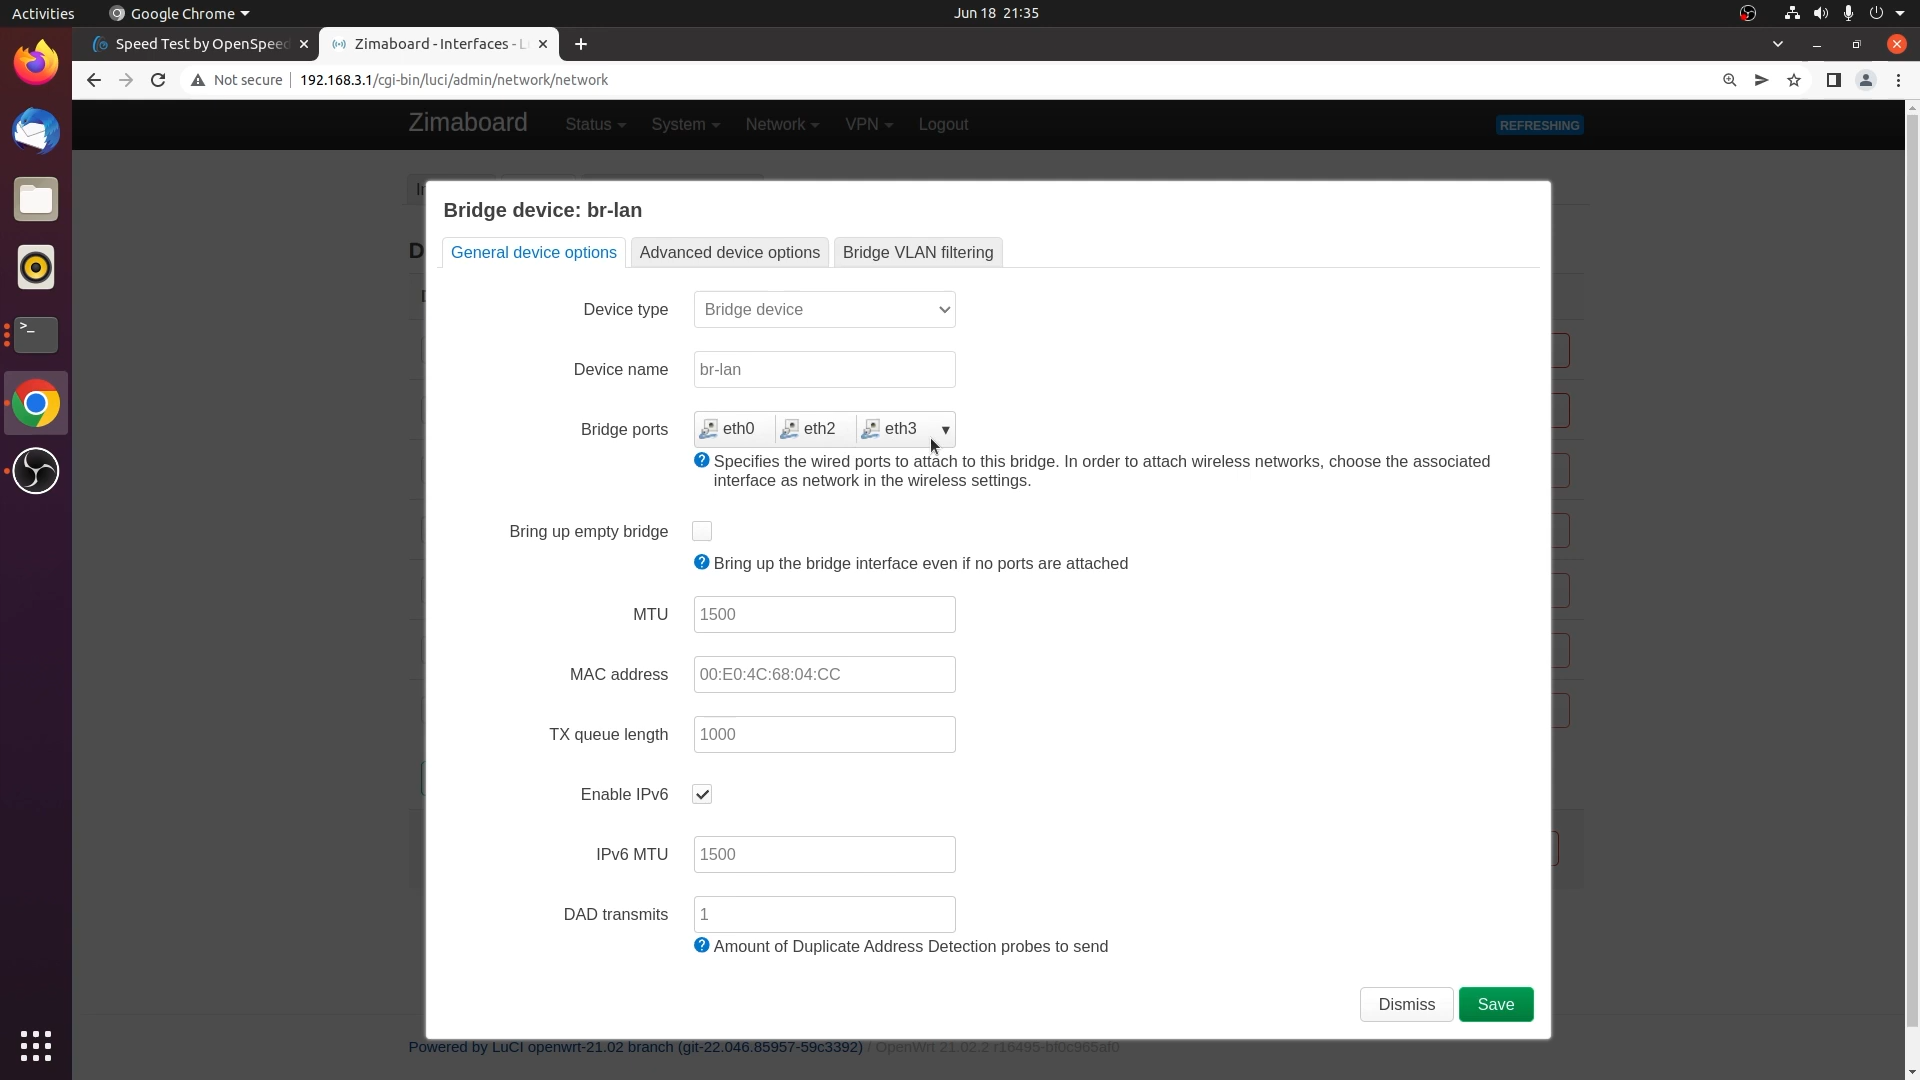 Activities
Google Chrome
Jun 18 21:35
Speed Test by OpenSpeed
Zimaboard - Interfaces - L
Not secure
192.168.3.1/cgi-bin/luci/admin/network/network
Zimaboard
Status
System
Network
VPN
Logout
REFRESHING
Bridge device: br-lan
General device options
Advanced device options
Bridge VLAN filtering
Device type
Bridge device
Device name
br-lan
Bridge ports
eth0
eth2
eth3
Specifies the wired ports to attach to this bridge. In order to attach wireless networks, choose the associated
interface as network in the wireless settings.
Bring up empty bridge
Bring up the bridge interface even if no ports are attached
MTU
1500
MAC address
00:E0:4C:68:04:CC
TX queue length
1000
Enable IPv6
IPv6 MTU
1500
DAD transmits
1
Amount of Duplicate Address Detection probes to send
Dismiss
Save
Powered by LuCI openwrt-21.02 branch (git-22.046.85957-59c3392) / OpenWrt 21.02.2 r16495-bf0c965af0